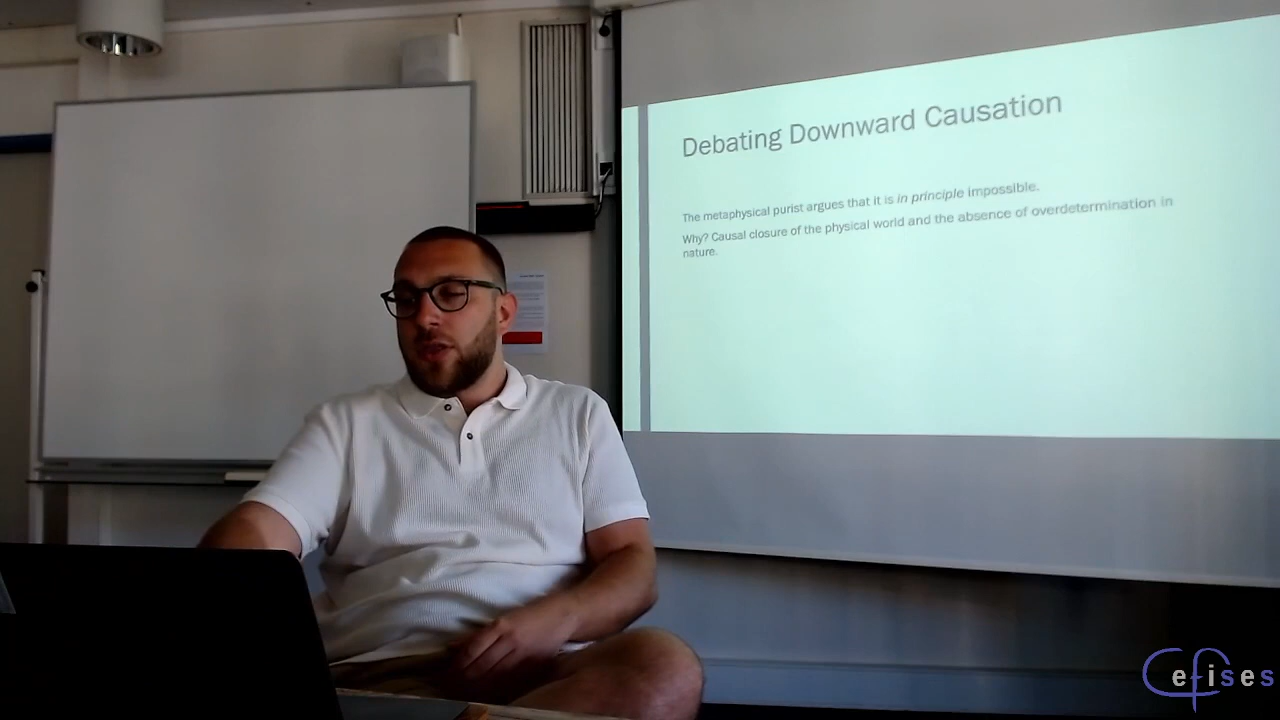 Debating Downward Causation
The metaphysical purist argues that it is in principle impossible.
Why? Causal closure of the physical world and the absence of overdetermination in
nature.
Cefises